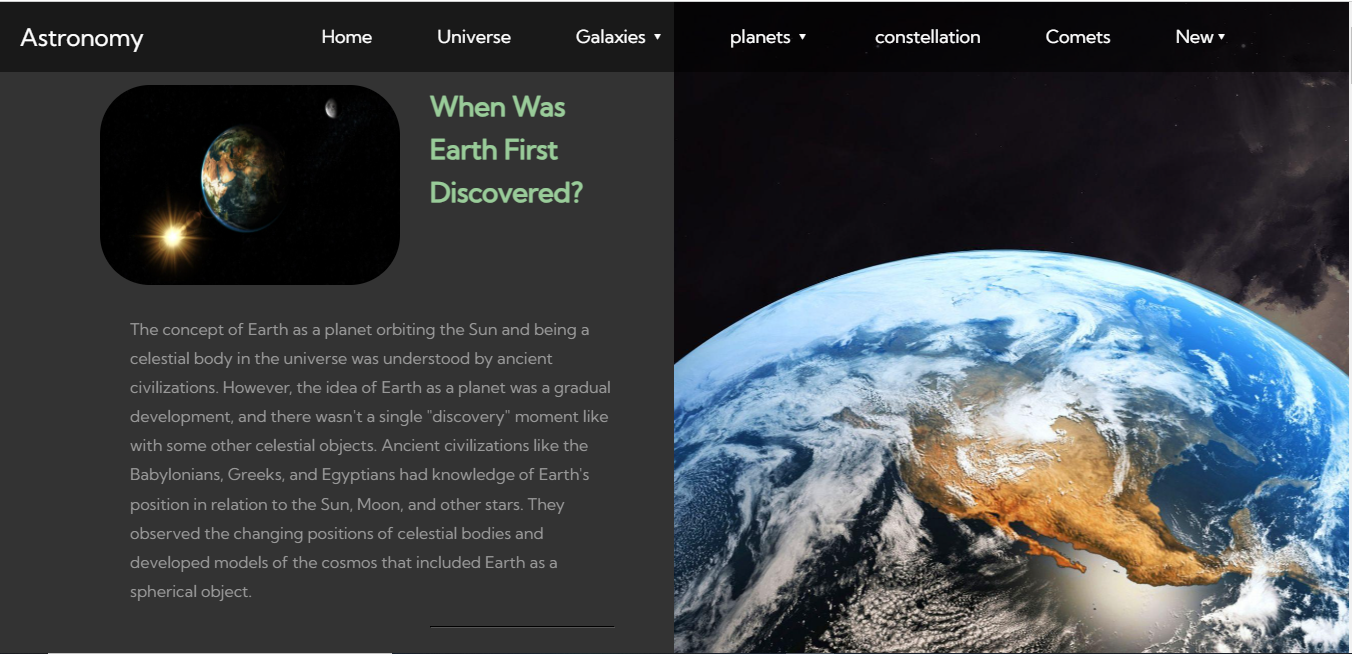 Astronomy Home Universe Galaxies ▾ planets ▾ constellation Comets New ▾
When Was
Earth First
Discovered?
The concept of Earth as a planet orbiting the Sun and being a
celestial body in the universe was understood by ancient
civilizations. However, the idea of Earth as a planet was a gradual
development, and there wasn't a single "discovery" moment like
with some other celestial objects. Ancient civilizations like the
Babylonians, Greeks, and Egyptians had knowledge of Earth's
position in relation to the Sun, Moon, and other stars. They
observed the changing positions of celestial bodies and
developed models of the cosmos that included Earth as a
spherical object.